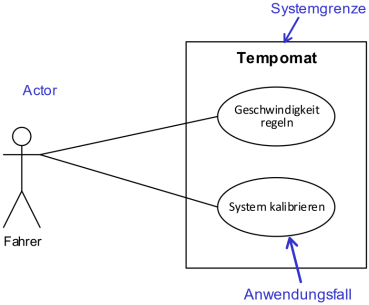 Systemgrenze
Tempomat
Actor
Geschwindigkeit
regeln
System kalibrieren
Fahrer
Anwendungsfall